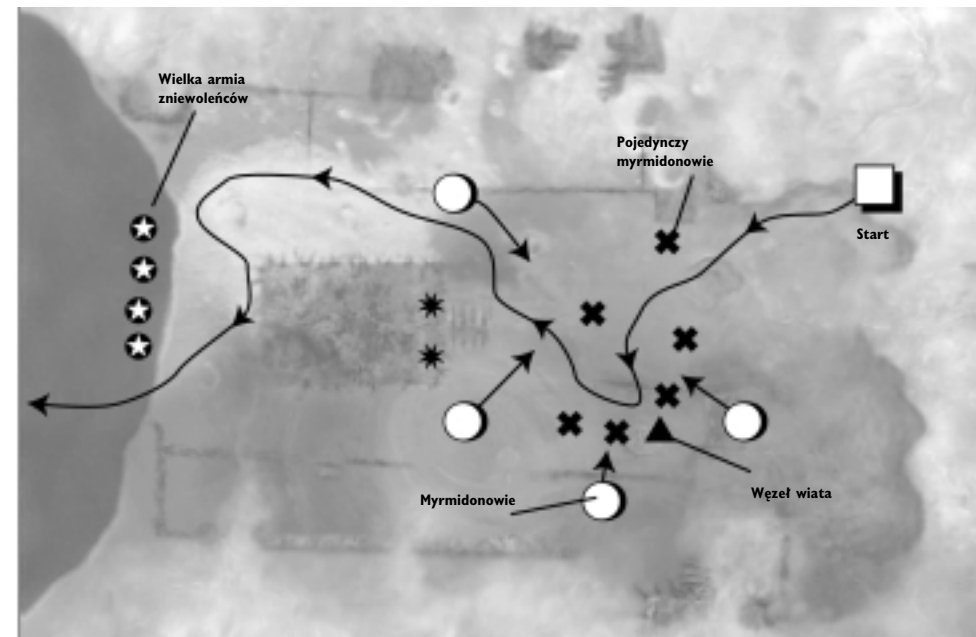 Wielka armia
zniewoleńców
Pojedynczy
myrmidonowie
Start
Myrmidonowie
Węzeł wiata